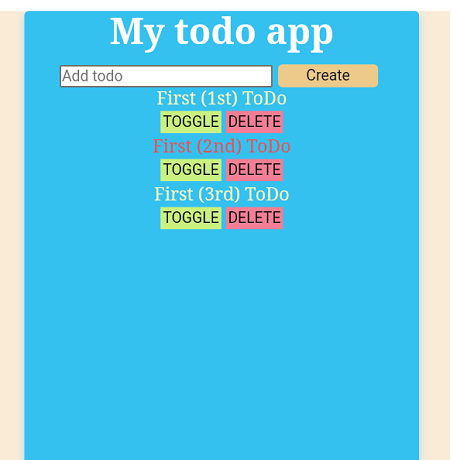 My todo app
Add todo Create
First (1st) ToDo
TOGGLE DELETE
First (2nd) ToDo
TOGGLE DELETE
First (3rd) ToDo
TOGGLE DELETE